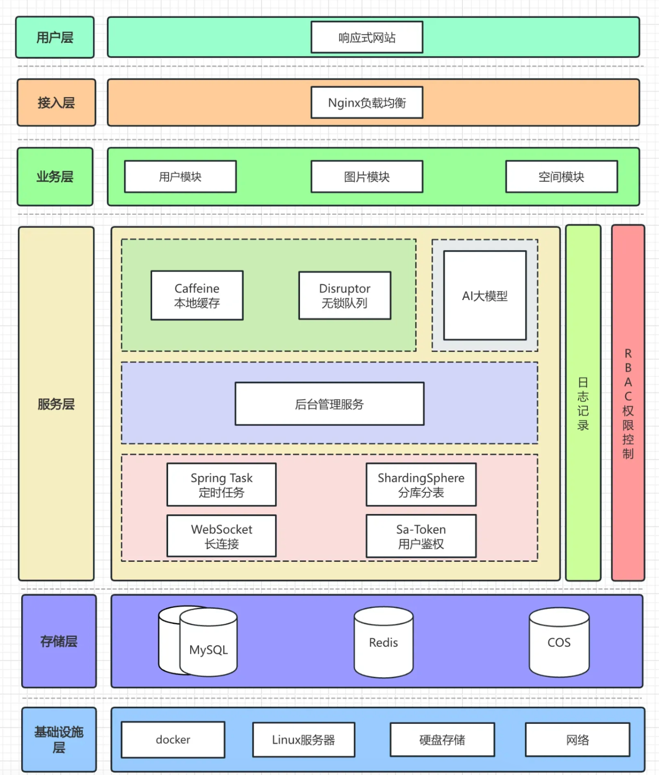 用户层
响应式网站
接入层
Nginx负载均衡
业务层
用户模块
图片模块
空间模块
服务层
Caffeine
本地缓存
Disruptor
无锁队列
AI大模型
后台管理服务
Spring Task
定时任务
ShardingSphere
分库分表
WebSocket
长连接
Sa-Token
用户鉴权
日志记录
RBAC权限控制
存储层
MySQL
Redis
COS
基础设施
层
docker
Linux服务器
硬盘存储
网络